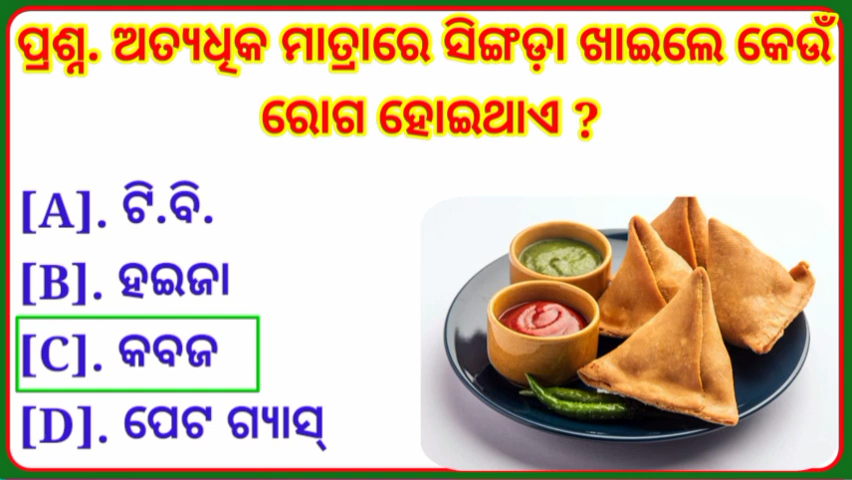 ପ୍ରଶ୍ନ. ଅତ୍ୟଧିକ ମାତ୍ରାରେ ସିଙ୍ଗଡ଼ା ଖାଇଲେ କେଉଁ
ରୋଗ ହୋଇଥାଏ ?
[A]. ଟି.ବି.
[B]. ହଇଜା
[C]. କବଜ
[D]. ପେଟ ଗ୍ୟାସ୍